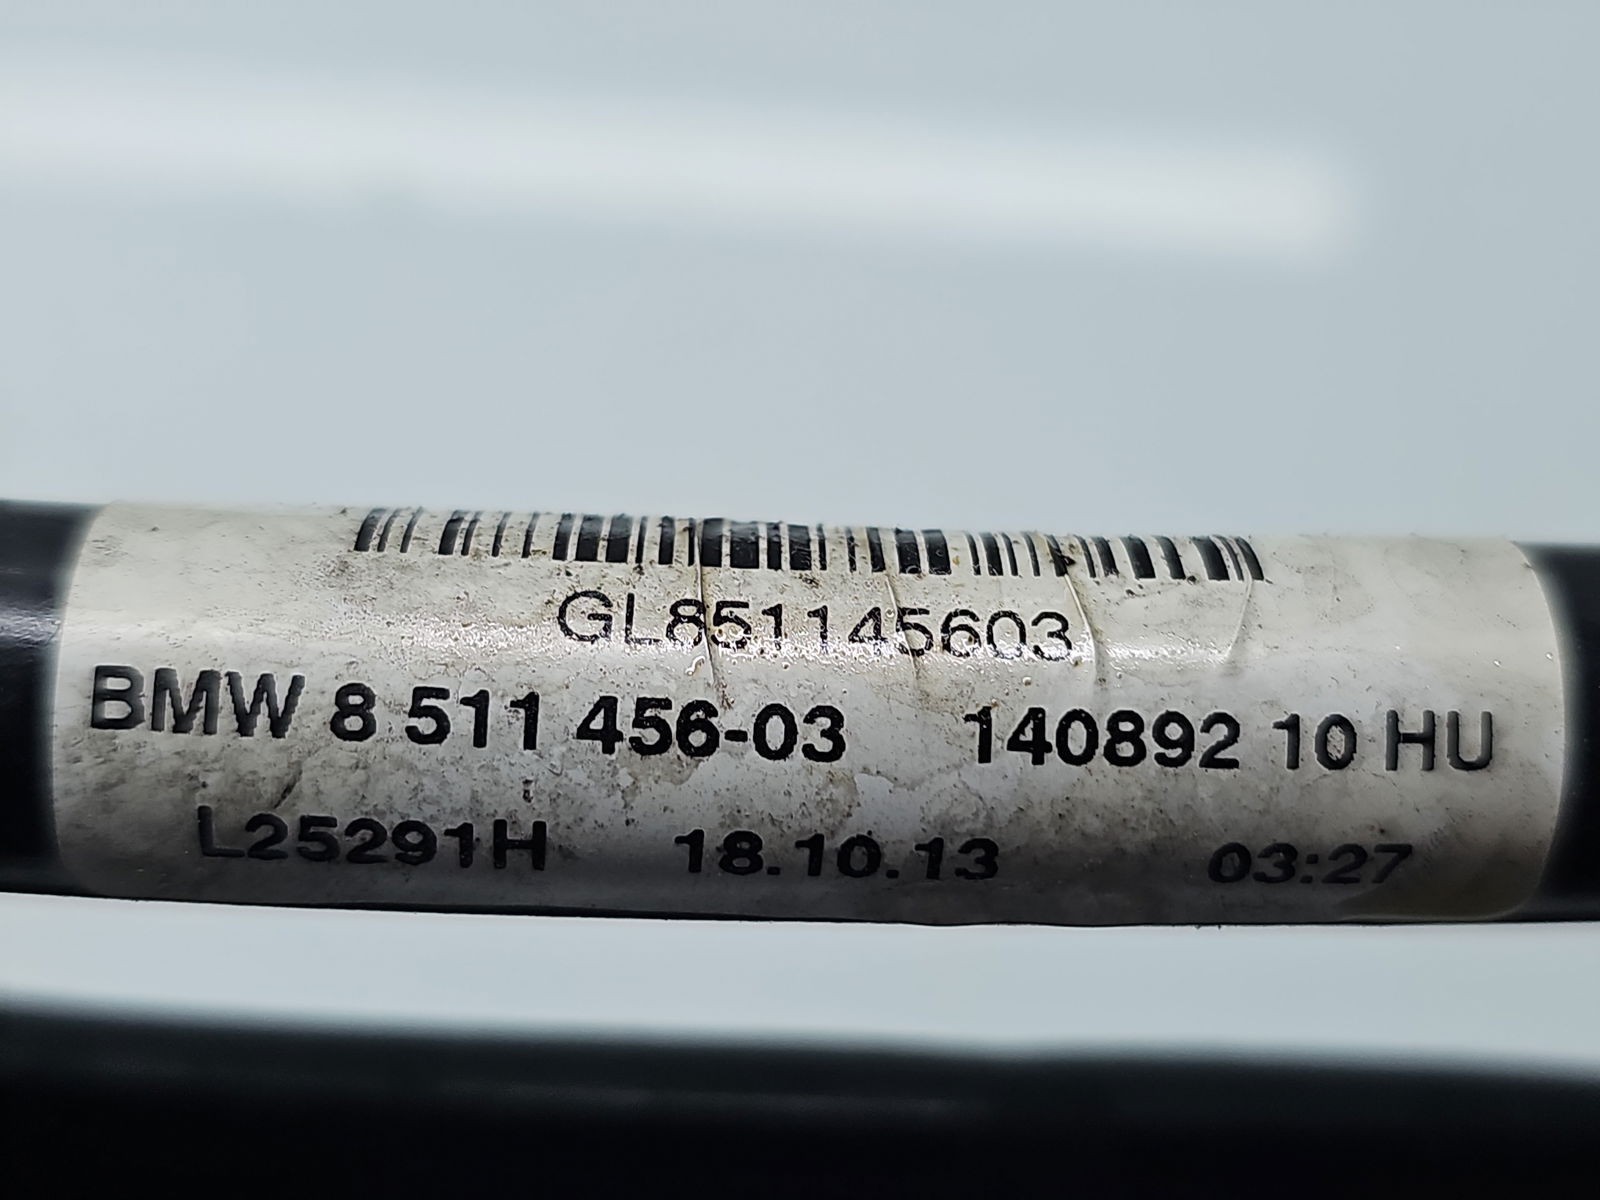 GL851145603
BMW 8 511 456-03 140892 10 HU
L25291H 18.10.13 03:27